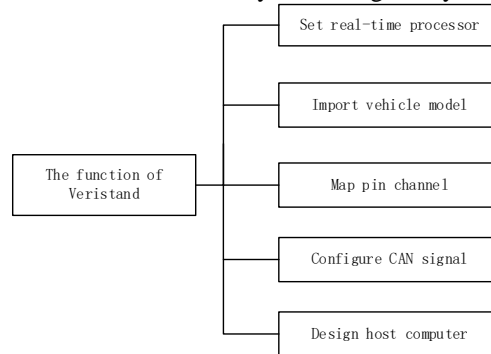 Set real-time processor
Import vehicle model
The function of
Veristand
Map pin channel
Configure CAN signal
Design host computer